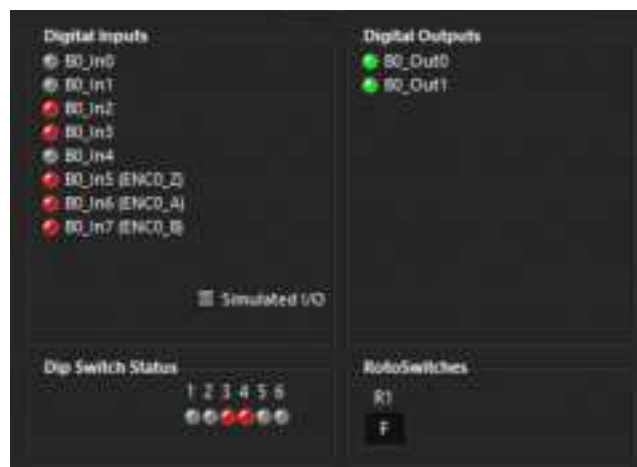 Digital Inputs
B0_In0
B0_In1
B0_In2
B0_In3
B0_In4
B0_In5 (ENC0_Z)
B0_In6 (ENC0_A)
B0_In7 (ENC0_B)
Simulated I/O
Digital Outputs
B0_Out0
B0_Out1
Dip Switch Status
1 2 3 4 5 6
RotoSwitches
R1
F